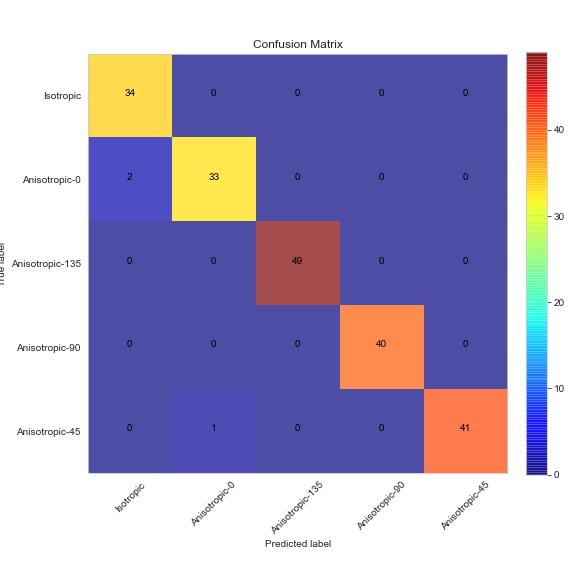 Confusion Matrix
Isotropic 34 0 0 0 0
Anisotropic-0 2 33 0 0 0
Anisotropic-135 0 0 49 0 0
Anisotropic-90 0 0 0 40 0
Anisotropic-45 0 1 0 0 41
True label
Isotropic Anisotropic-0 Anisotropic-135 Anisotropic-90 Anisotropic-45
Predicted label
40
30
20
10
0